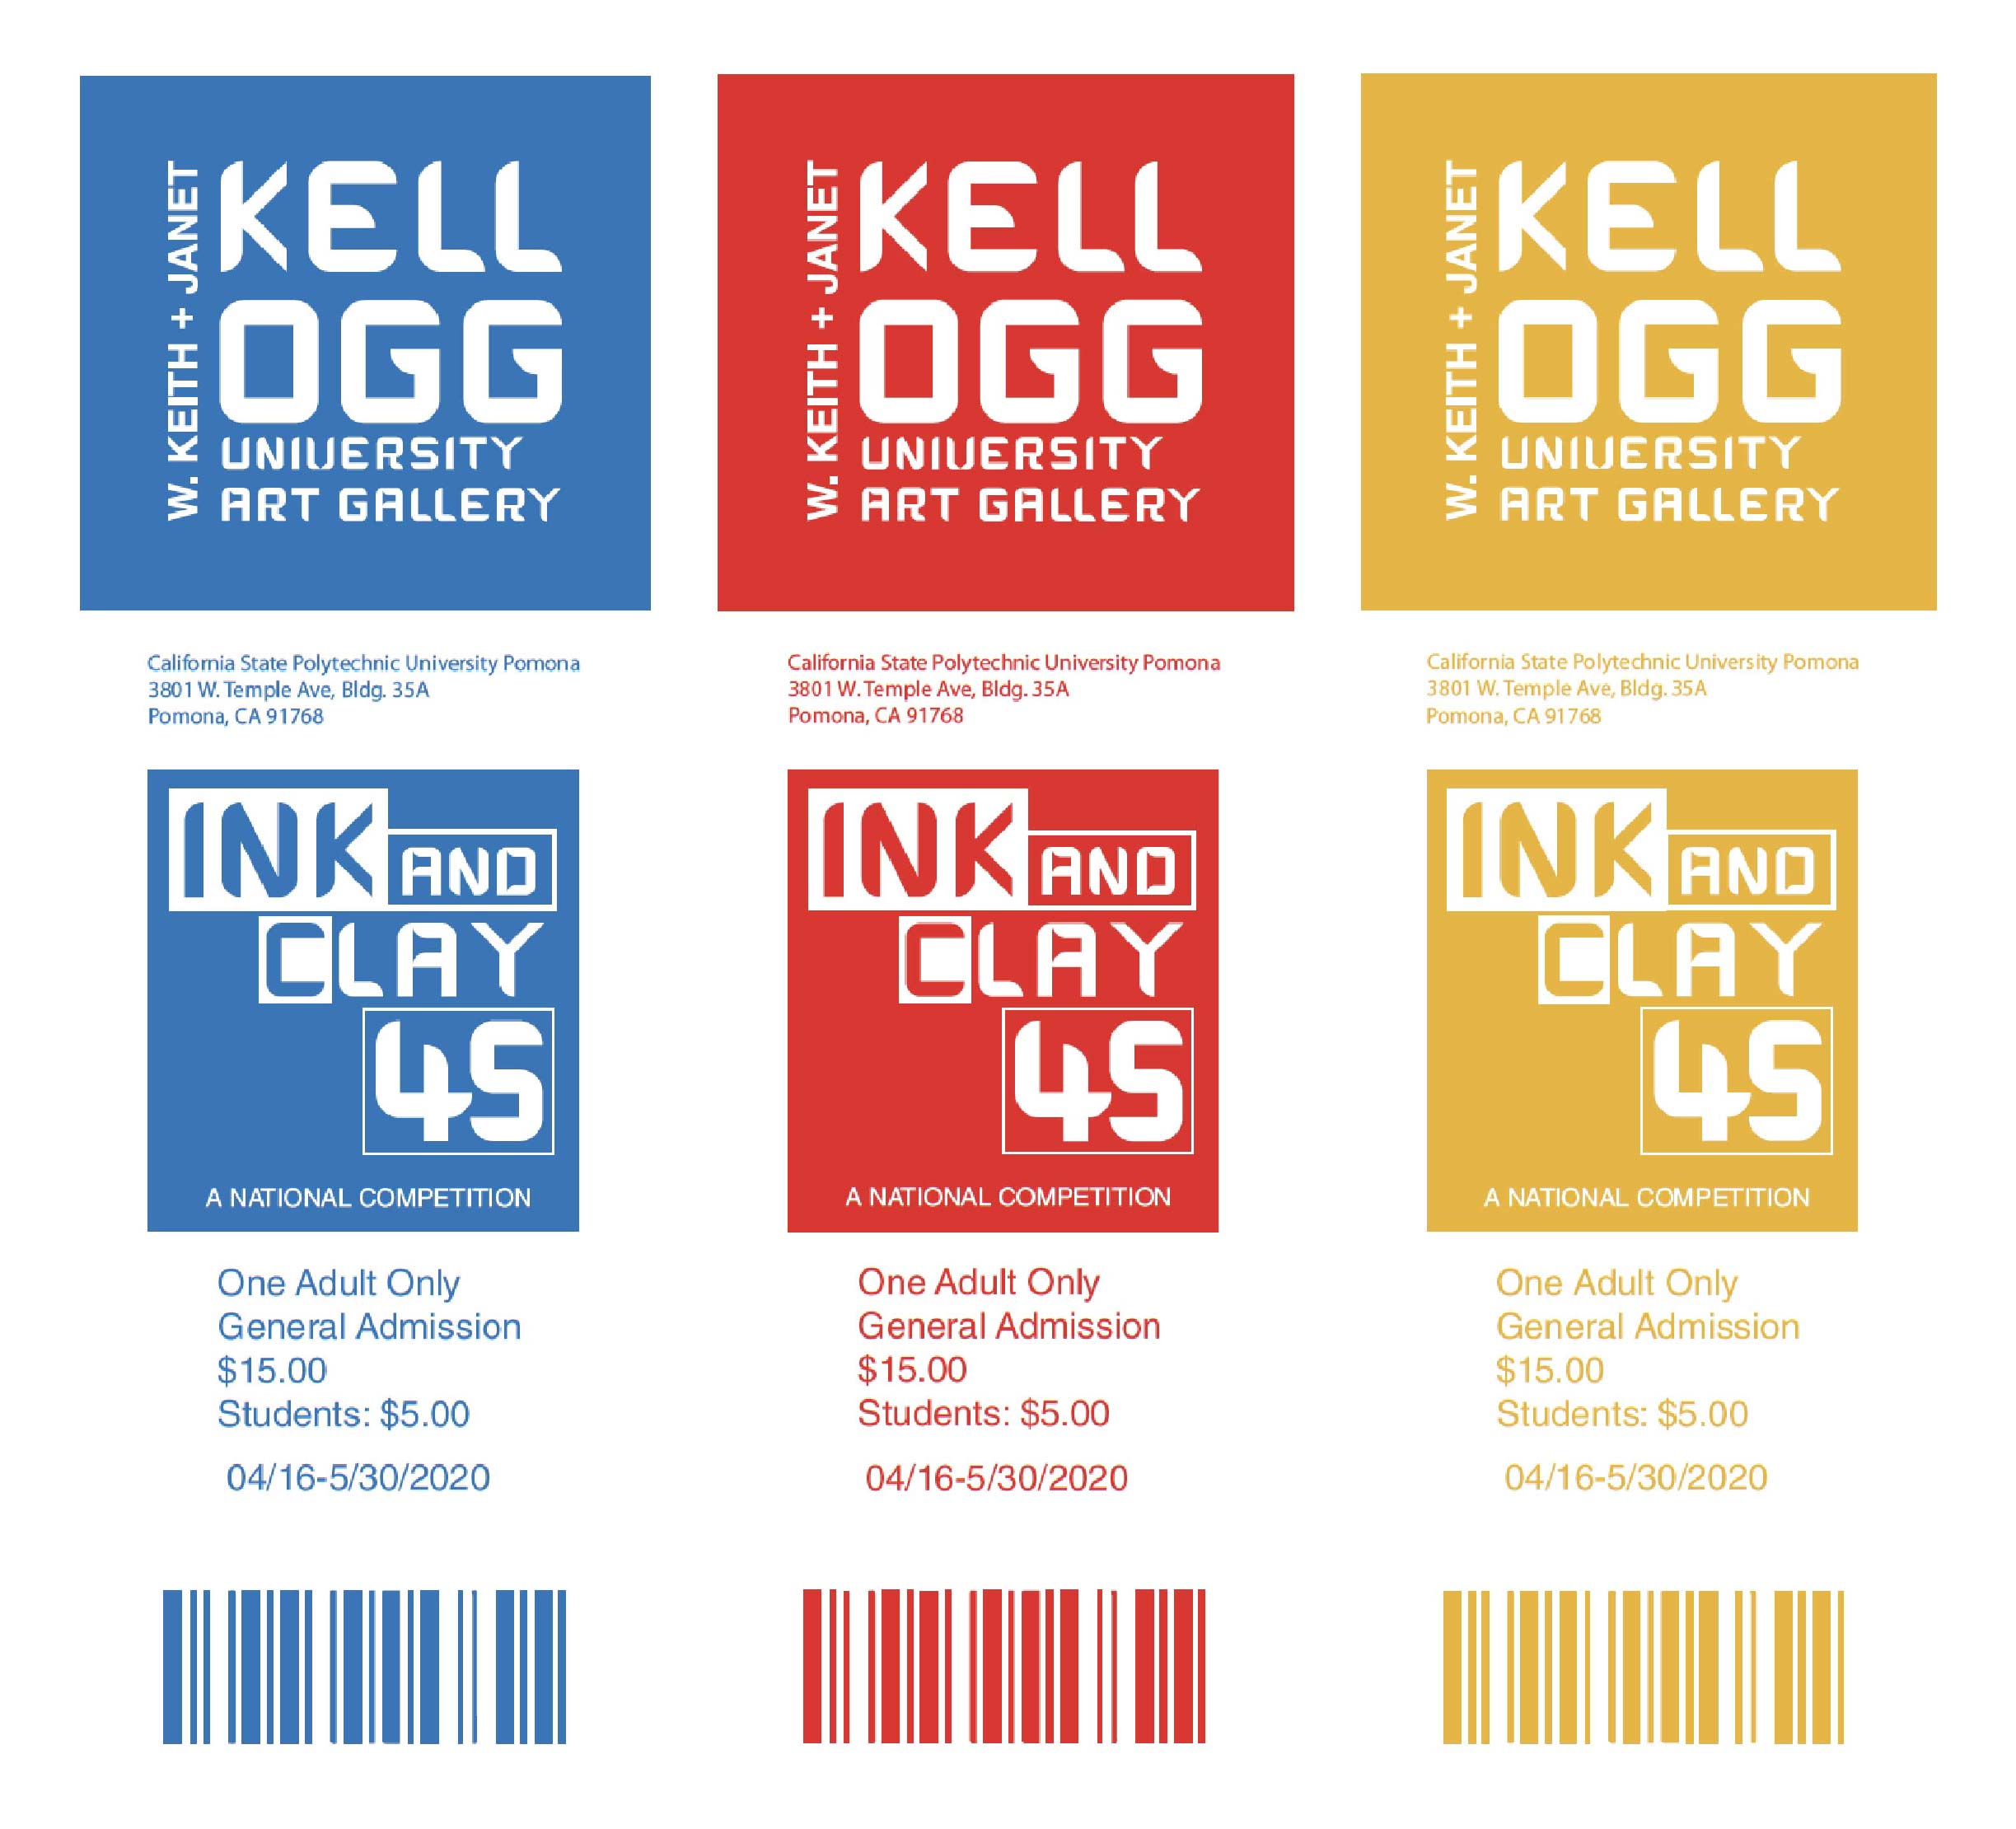 W. KEITH + JANET
KELL
OGG
UNIVERSITY
ART GALLERY
California State Polytechnic University Pomona
3801 W. Temple Ave, Bldg. 35A
Pomona, CA 91768
INK AND
CLAY
45
A NATIONAL COMPETITION
One Adult Only
General Admission
$15.00
Students: $5.00
04/16-5/30/2020
W. KEITH + JANET
KELL
OGG
UNIVERSITY
ART GALLERY
California State Polytechnic University Pomona
3801 W. Temple Ave, Bldg. 35A
Pomona, CA 91768
INK AND
CLAY
45
A NATIONAL COMPETITION
One Adult Only
General Admission
$15.00
Students: $5.00
04/16-5/30/2020
W. KEITH + JANET
KELL
OGG
UNIVERSITY
ART GALLERY
California State Polytechnic University Pomona
3801 W. Temple Ave, Bldg. 35A
Pomona, CA 91768
INK AND
CLAY
45
A NATIONAL COMPETITION
One Adult Only
General Admission
$15.00
Students: $5.00
04/16-5/30/2020